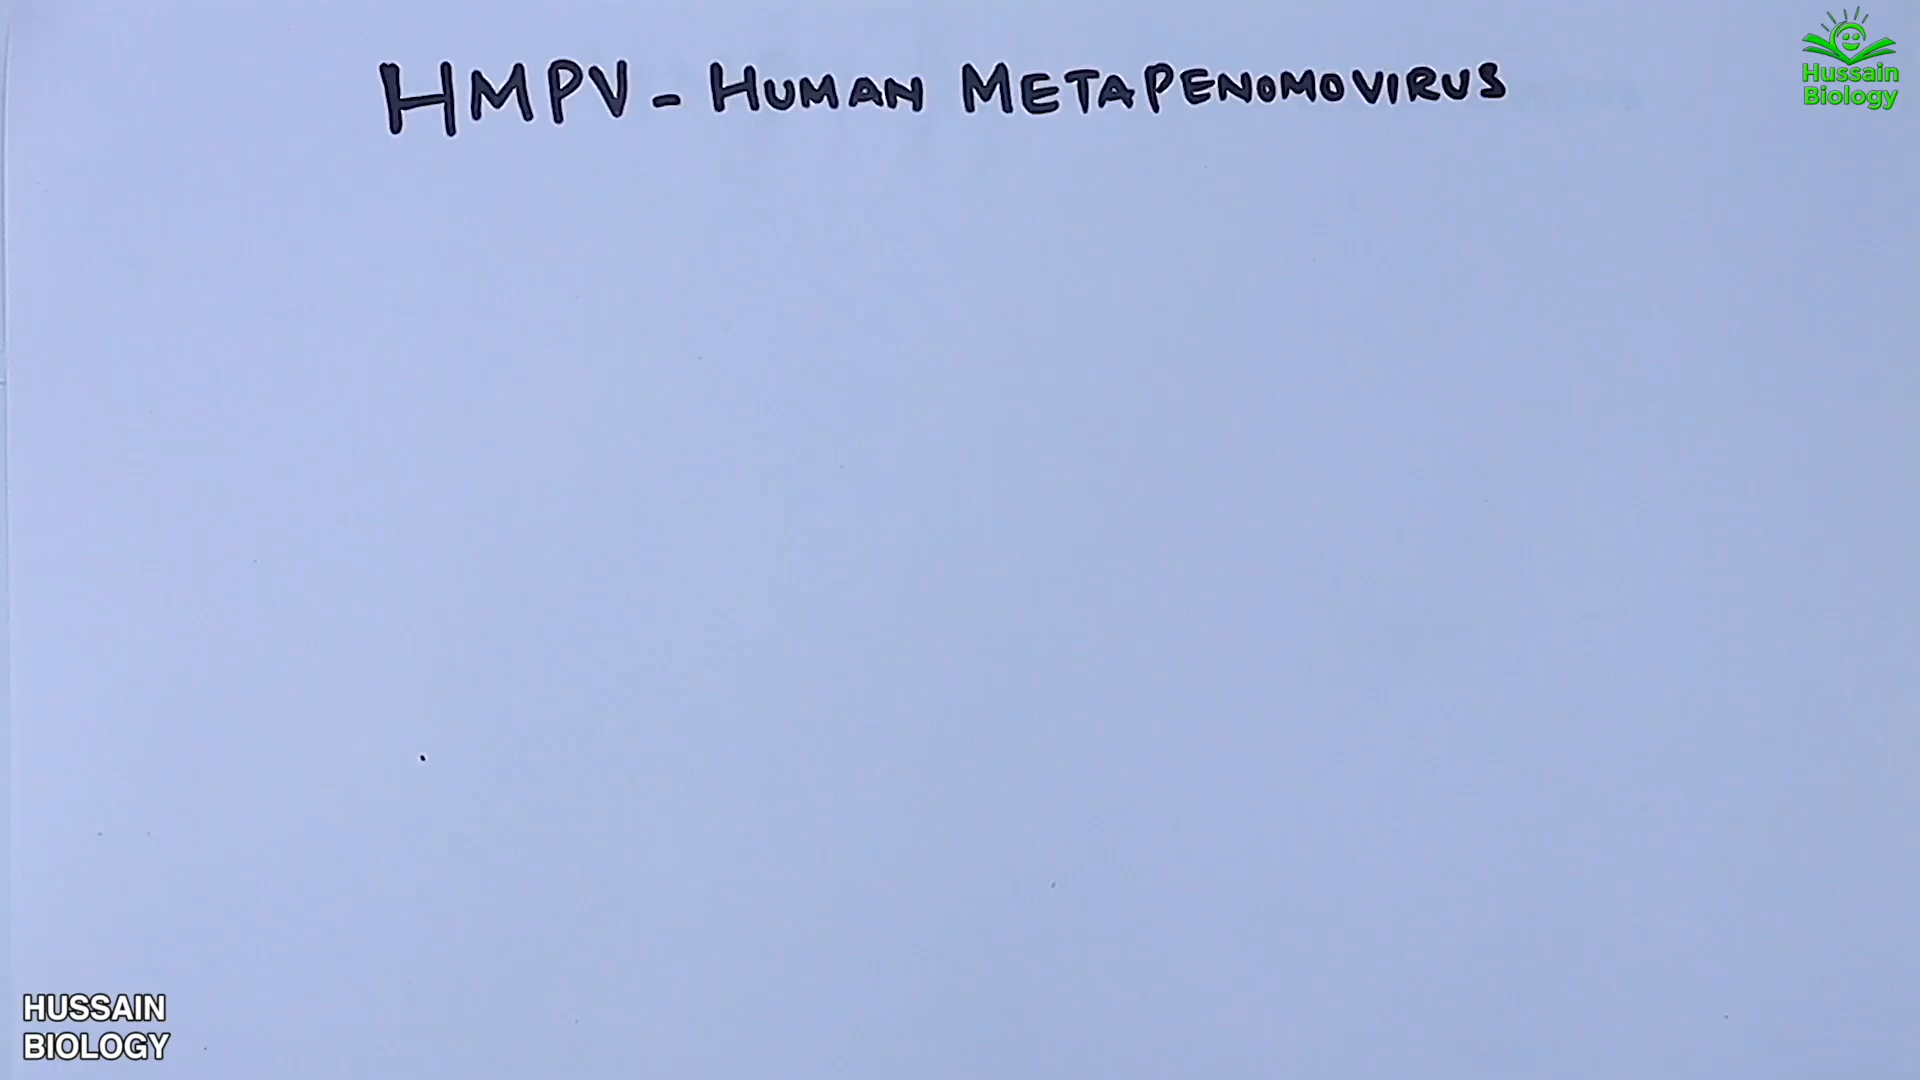 HMPV - HUMAN METAPENOMOVIRUS
Hussain
Biology
HUSSAIN
BIOLOGY